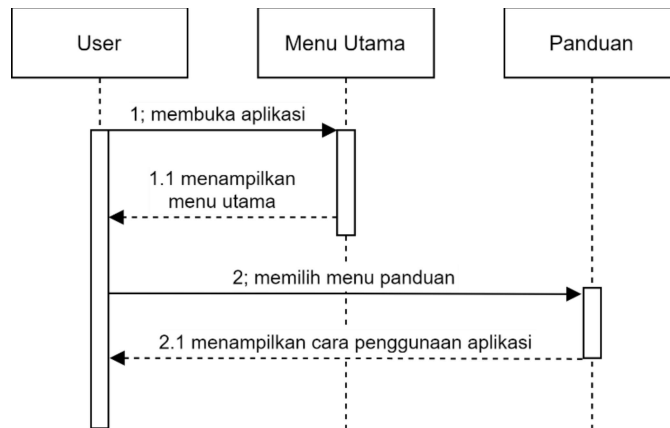 User
Menu Utama
Panduan
1; membuka aplikasi
1.1 menampilkan
menu utama
2; memilih menu panduan
2.1 menampilkan cara penggunaan aplikasi